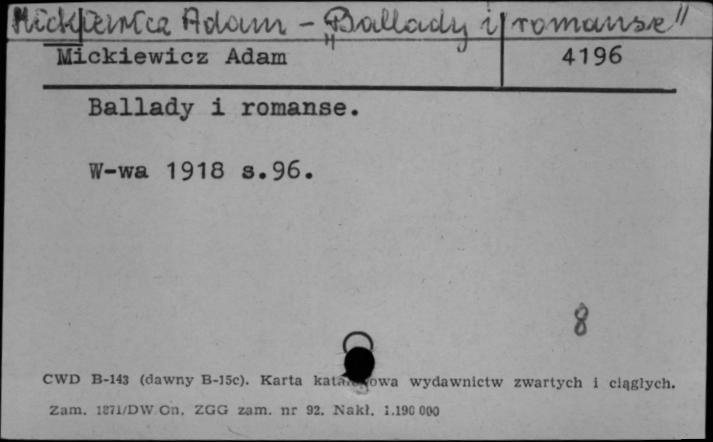 Mickiewicz Adam - "Ballady i romanse"
Mickiewicz Adam 4196
Ballady i romanse.
W-wa 1918 s.96.
8
CWD B-143 (dawny B-15c). Karta katalogowa wydawnictw zwartych i ciągłych.
Zam. 1871/DW Cn. ZGG zam. nr 92. Nakł. 1.190 000